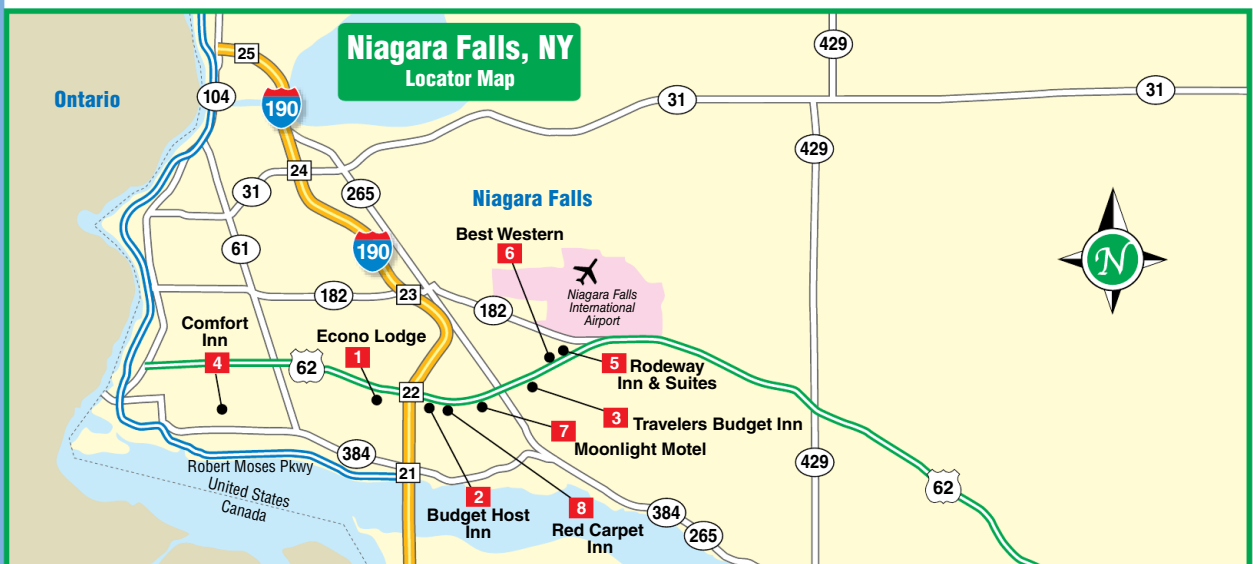 Niagara Falls, NY
Locator Map
25
429
Ontario
104
190
31
31
429
24
31
265
Niagara Falls
Best Western
6
61
190
N
Niagara Falls
International
Airport
182
23
182
Comfort
Inn
4
Econo Lodge
1
62
5
Rodeway
Inn & Suites
22
3
Travelers Budget Inn
7
Moonlight Motel
384
Robert Moses Pkwy
21
429
United States
Canada
62
2
Budget Host
Inn
8
Red Carpet
Inn
384
265